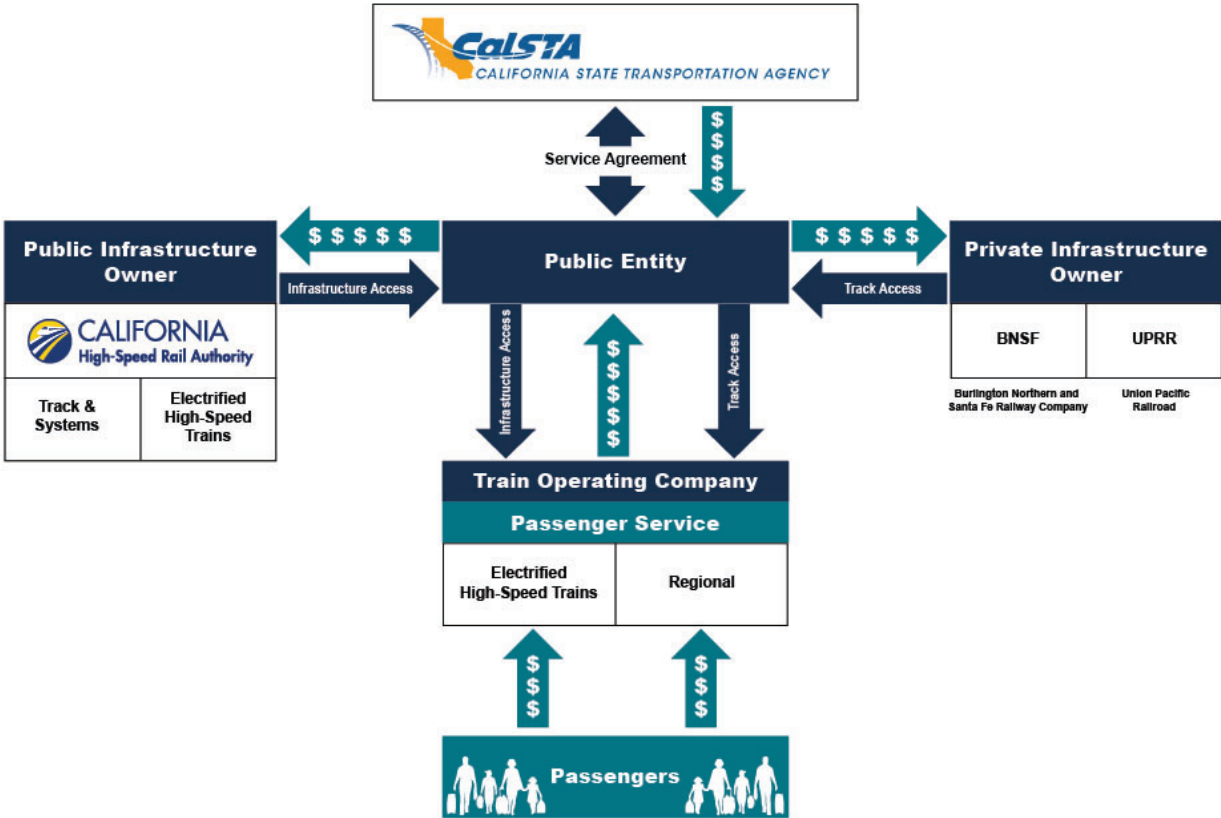 CalSTA
CALIFORNIA STATE TRANSPORTATION AGENCY
$
$
$
$
Service Agreement
Public Infrastructure
Owner
$ $ $ $ $
Infrastructure Access
Public Entity
$ $ $ $ $
Track Access
Private Infrastructure
Owner
CALIFORNIA
High-Speed Rail Authority
Track &
Systems
Electrified
High-Speed
Trains
BNSF
UPRR
Burlington Northern and
Santa Fe Railway Company
Union Pacific
Railroad
Infrastructure Access
$
$
$
$
$
Track Access
Train Operating Company
Passenger Service
Electrified
High-Speed Trains
Regional
$
$
$
$
$
$
Passengers